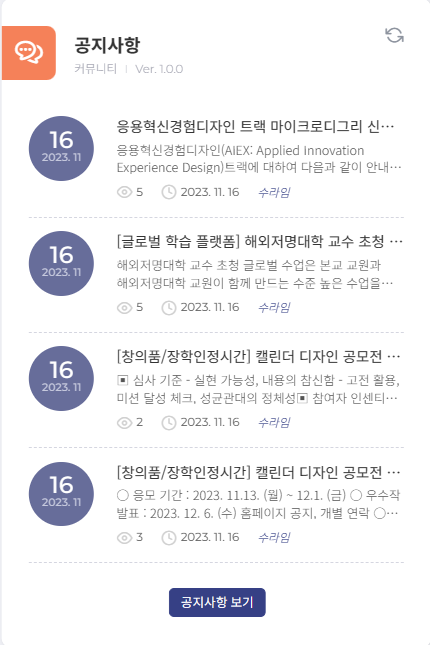 공지사항
커뮤니티 | Ver. 1.0.0
16
2023. 11
응용혁신경험디자인 트랙 마이크로디그리 신…
응용혁신경험디자인(AIEX: Applied Innovation
Experience Design)트랙에 대하여 다음과 같이 안내…
5 2023. 11. 16 수라임
16
2023. 11
[글로벌 학습 플랫폼] 해외저명대학 교수 초청 …
해외저명대학 교수 초청 글로벌 수업은 본교 교원과
해외저명대학 교원이 함께 만드는 수준 높은 수업을…
5 2023. 11. 16 수라임
16
2023. 11
[창의품/장학인정시간] 캘린더 디자인 공모전 …
▣ 심사 기준 - 실현 가능성, 내용의 참신함 - 고전 활용,
미션 달성 체크, 성균관대의 정체성▣ 참여자 인센티…
2 2023. 11. 16 수라임
16
2023. 11
[창의품/장학인정시간] 캘린더 디자인 공모전 …
○ 응모 기간 : 2023. 11.13. (월) ~ 12.1. (금) ○ 우수작
발표 : 2023. 12. 6. (수) 홈페이지 공지, 개별 연락 ○…
3 2023. 11. 16 수라임
공지사항 보기